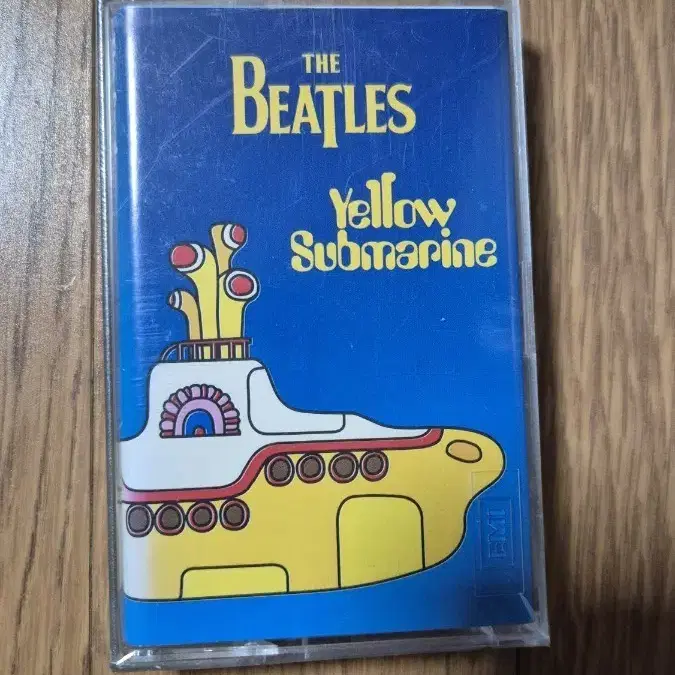 THE
BEATLES
Yellow
Submarine
EMI